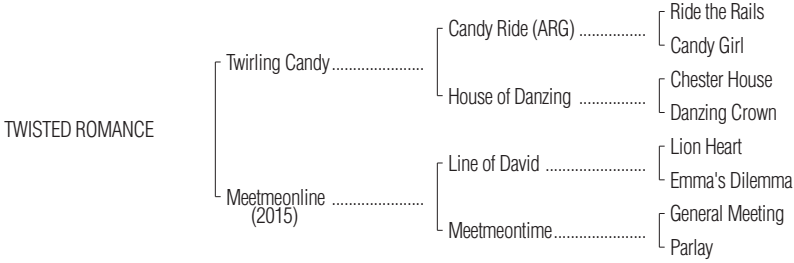 Ride the Rails
Candy Ride (ARG) ................
Candy Girl
Twirling Candy......................
Chester House
House of Danzing ................
Danzing Crown
TWISTED ROMANCE
Lion Heart
Line of David ........................
Emma's Dilemma
Meetmeonline ......................
(2015)
General Meeting
Meetmeontime......................
Parlay